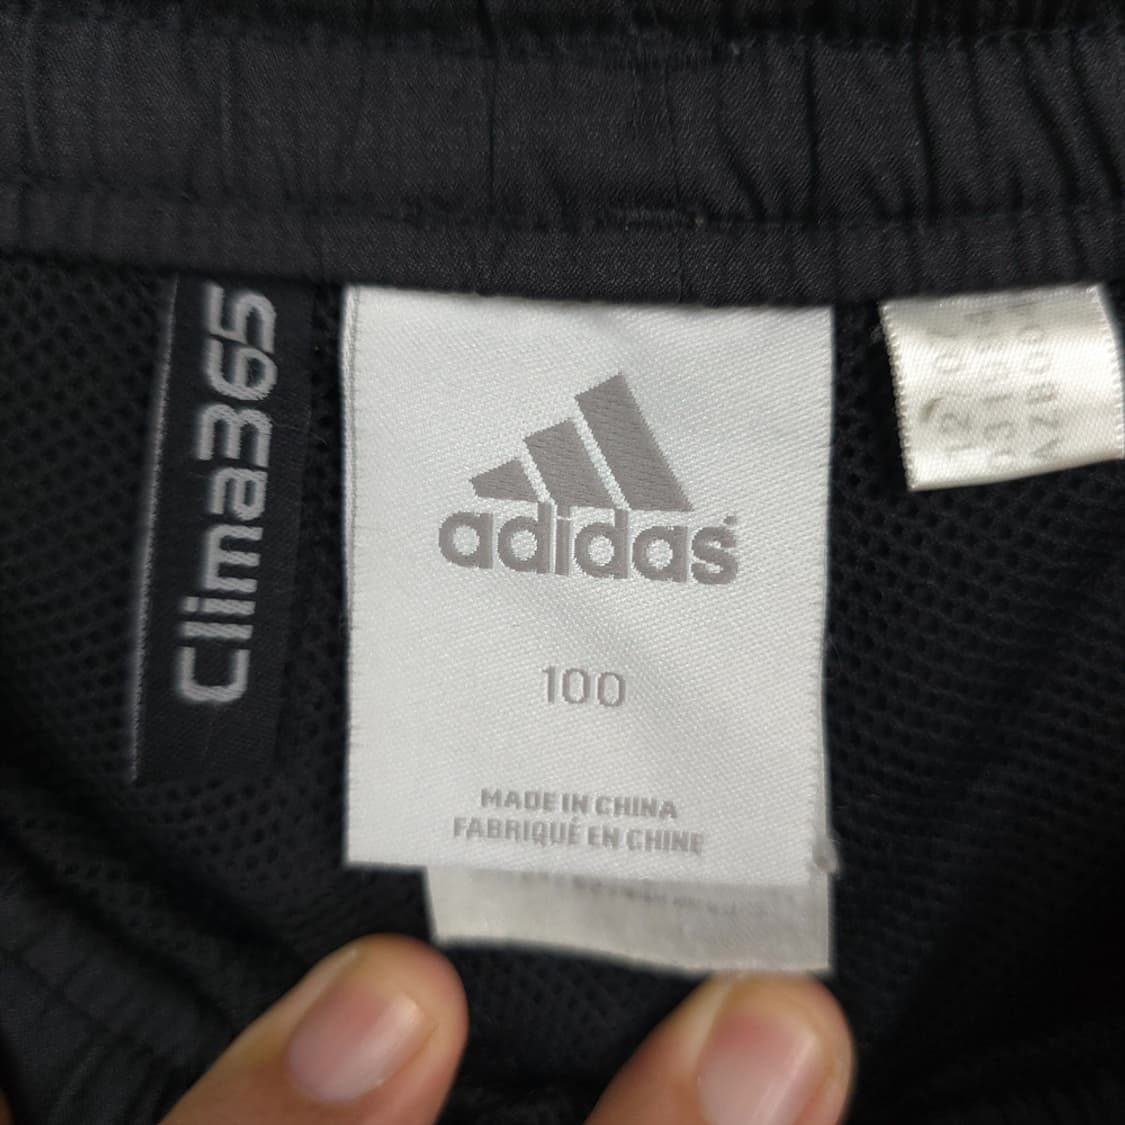 Clima365
adidas
100
MADE IN CHINA
FABRIQUÉ EN CHINE